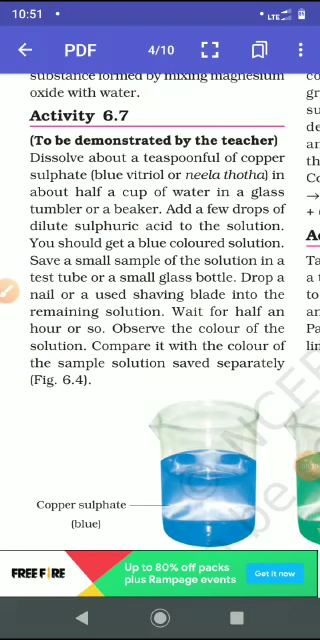 10:51
LTE
PDF
4/10
substance formed by mixing magnesium
oxide with water.
Activity 6.7
(To be demonstrated by the teacher)
Dissolve about a teaspoonful of copper
sulphate (blue vitriol or neela thotha) in
about half a cup of water in a glass
tumbler or a beaker. Add a few drops of
dilute sulphuric acid to the solution.
You should get a blue coloured solution.
Save a small sample of the solution in a
test tube or a small glass bottle. Drop a
nail or a used shaving blade into the
remaining solution. Wait for half an
hour or so. Observe the colour of the
solution. Compare it with the colour of
the sample solution saved separately
(Fig. 6.4).
Copper sulphate
(blue)
FREE FIRE
Up to 80% off packs
plus Rampage events
Get it now